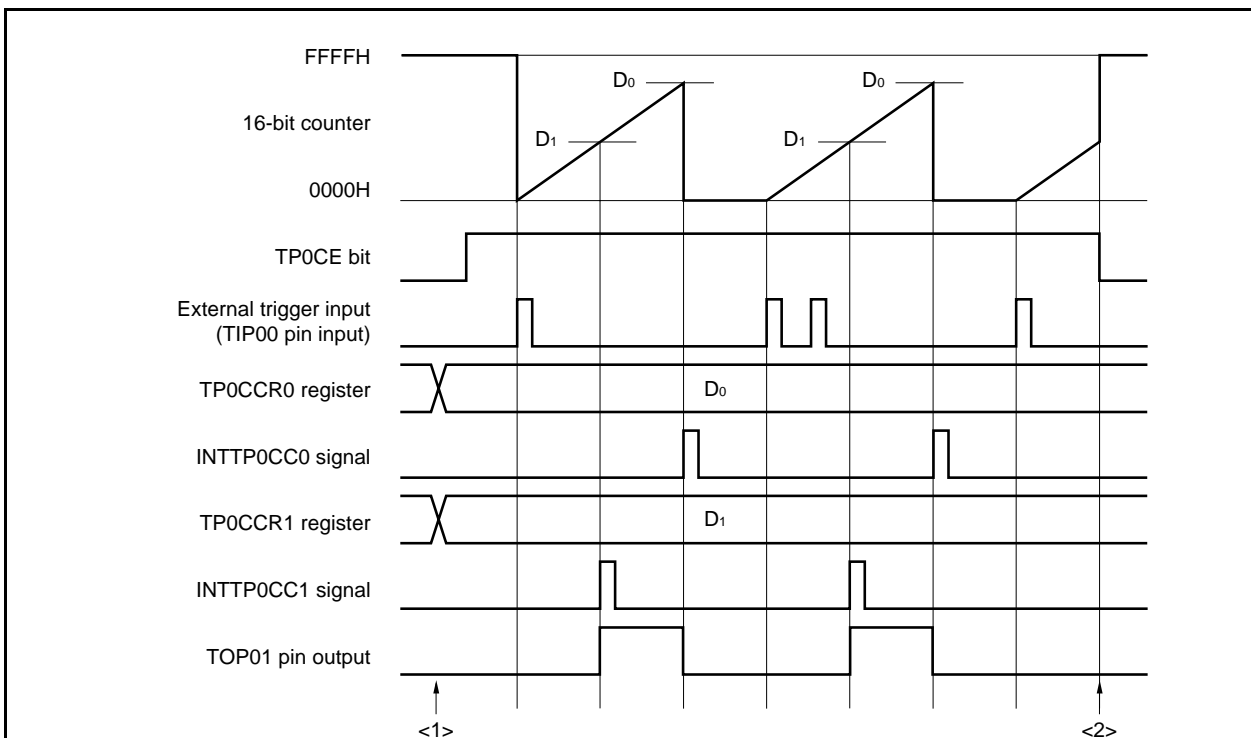 FFFFH
D₀ D₀
16-bit counter
D₁ D₁
0000H
TP0CE bit
External trigger input
(TIP00 pin input)
TP0CCR0 register
D₀
INTTP0CC0 signal
TP0CCR1 register
D₁
INTTP0CC1 signal
TOP01 pin output
<1> <2>